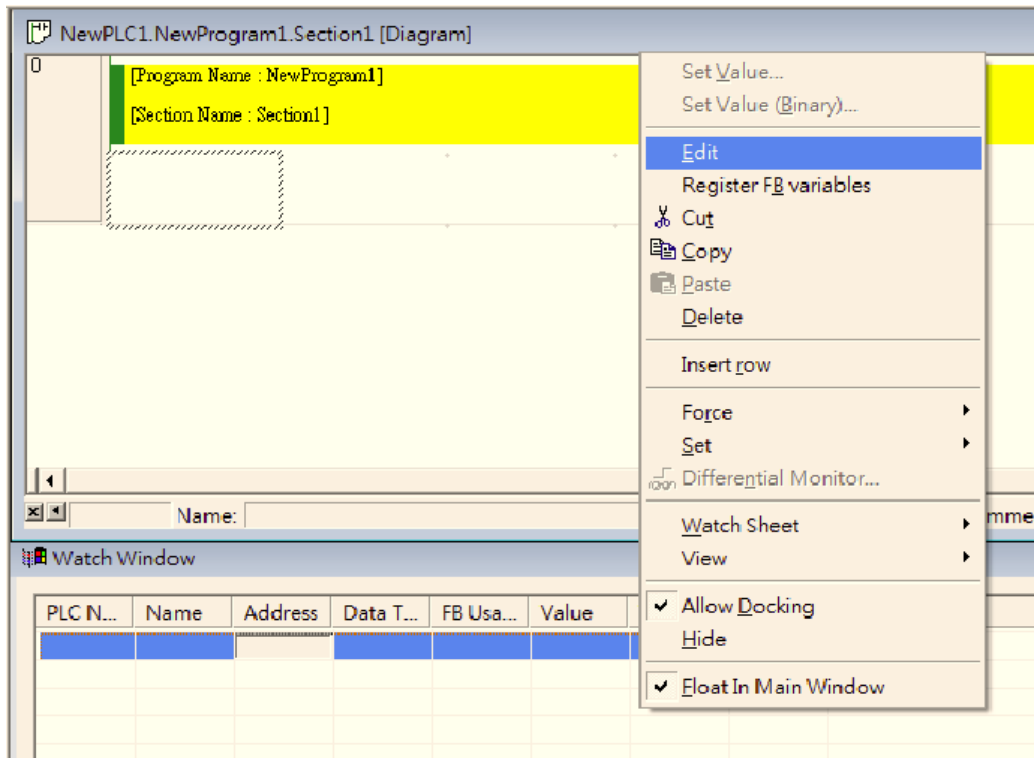 NewPLC1.NewProgram1.Section1 [Diagram]
0
[Program Name : NewProgram1]
[Section Name : Section1]
Set Value...
Set Value (Binary)...
Edit
Register FB variables
Cut
Copy
Paste
Delete
Insert row
Force
Set
Differential Monitor...
Watch Sheet
View
Allow Docking
Hide
Float In Main Window
Name:
mme
Watch Window
PLC N... Name Address Data T... FB Usa... Value